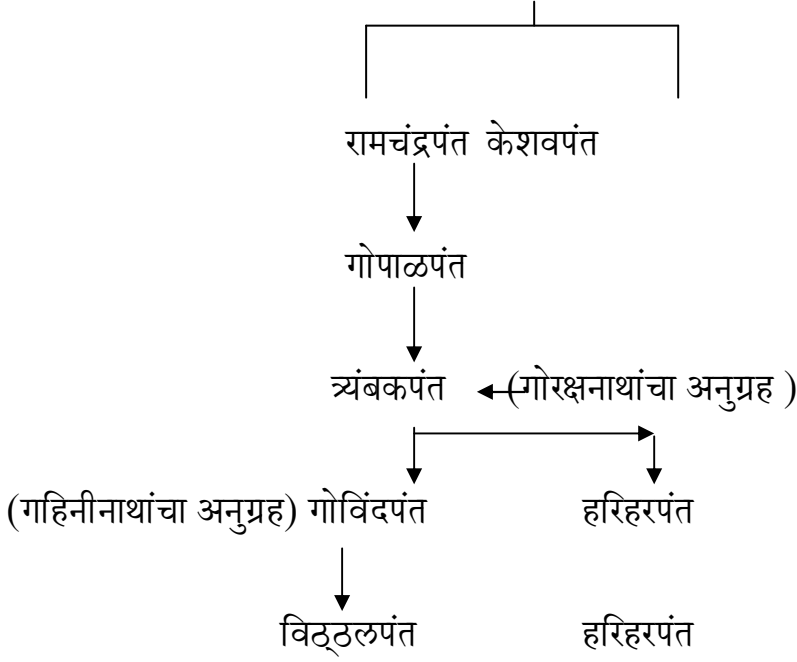 रामचंद्रपंत केशवपंत
गोपाळपंत
त्र्यंबकपंत (गोरक्षनाथांचा अनुग्रह )
(गहिनीनाथांचा अनुग्रह) गोविंदपंत हरिहरपंत
विठ्ठलपंत हरिहरपंत